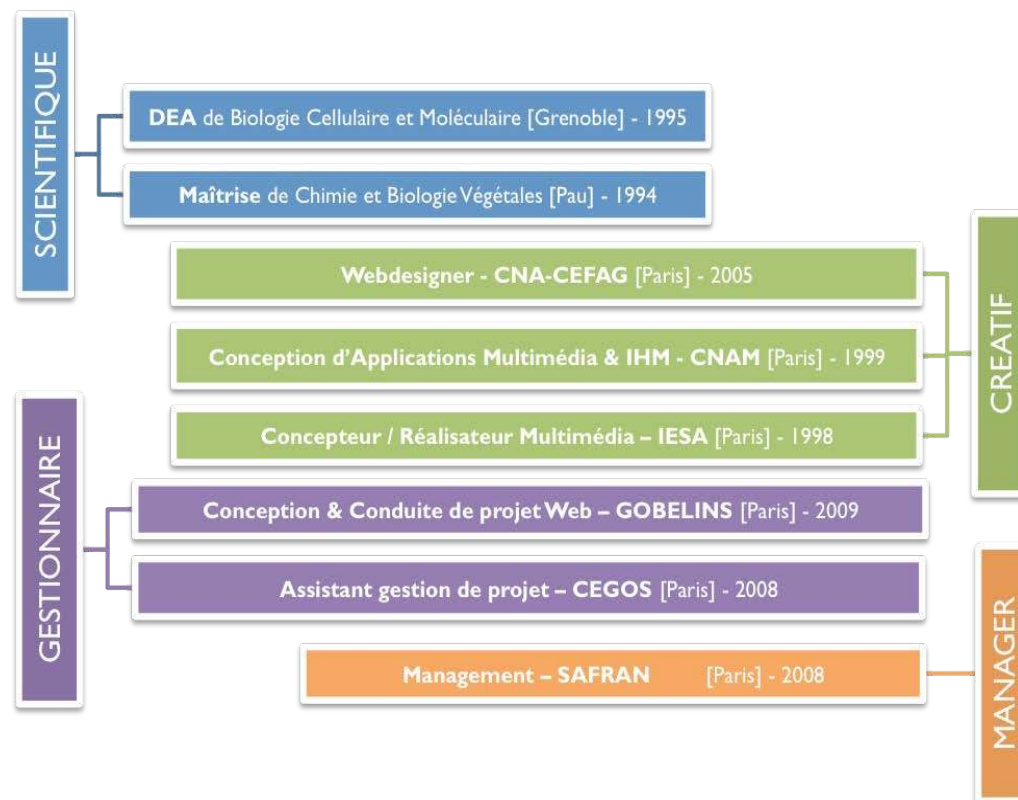 SCIENTIFIQUE
DEA de Biologie Cellulaire et Moléculaire [Grenoble] - 1995
Maîtrise de Chimie et Biologie Végétales [Pau] - 1994
CREATIF
Webdesigner - CNA-CEFAG [Paris] - 2005
Conception d'Applications Multimédia & IHM - CNAM [Paris] - 1999
Concepteur / Réalisateur Multimédia – IESA [Paris] - 1998
GESTIONNAIRE
Conception & Conduite de projet Web – GOBELINS [Paris] - 2009
Assistant gestion de projet – CEGOS [Paris] - 2008
MANAGER
Management – SAFRAN [Paris] - 2008